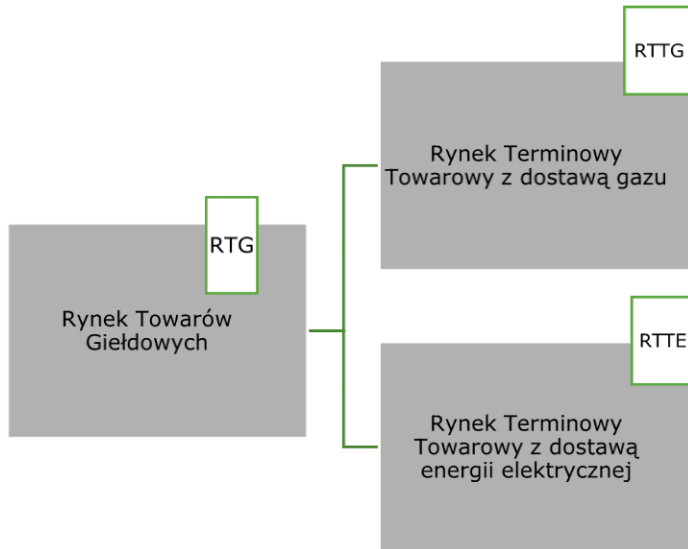 RTG
Rynek Towarów
Giełdowych
RTTG
Rynek Terminowy
Towarowy z dostawą gazu
RTTE
Rynek Terminowy
Towarowy z dostawą
energii elektrycznej